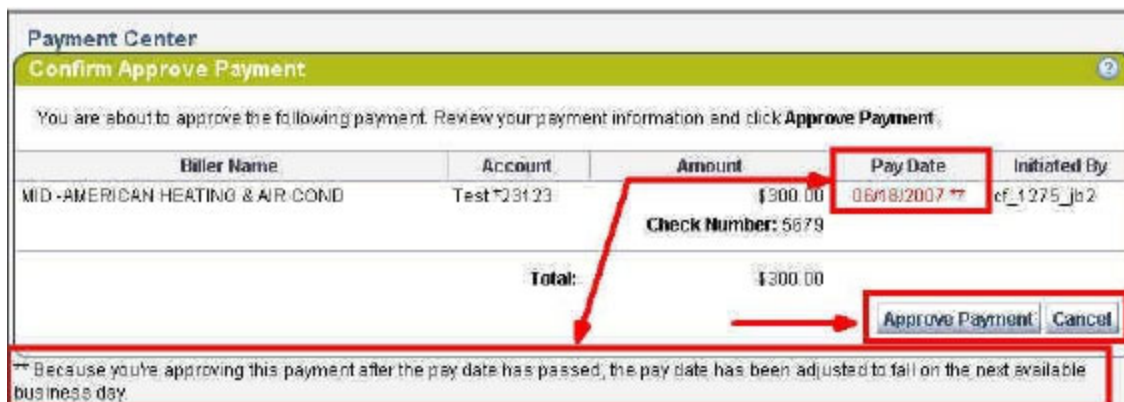 Payment Center
Confirm Approve Payment
You are about to approve the following payment. Review your payment information and click Approve Payment.
Biller Name Account Amount Pay Date Initiated By
MID-AMERICAN HEATING & AIR COND Test *23123 $300.00 06/18/2007 ** cf_1275_jb2
Check Number: 5679
Total: $300.00
Approve Payment Cancel
** Because you're approving this payment after the pay date has passed, the pay date has been adjusted to fall on the next available
business day.